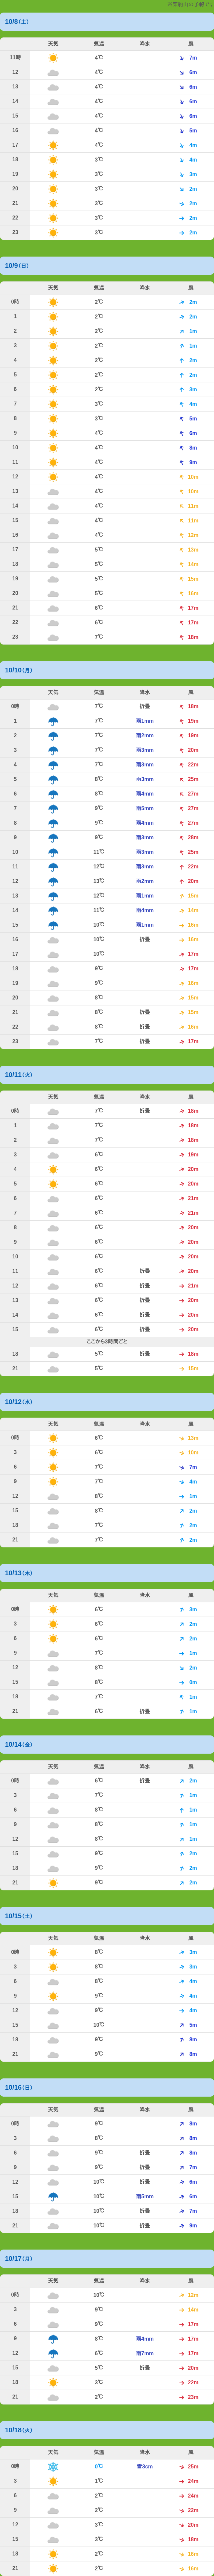 の予報です
10/8(土)
天気 気温 降水 風
11時 4℃ 7m
12 4℃ 6m
13 4℃ 6m
14 4℃ 6m
15 4℃ 6m
16 4℃ 5m
17 4℃ 4m
18 3℃ 4m
19 3℃ 3m
20 3℃ 2m
21 3℃ 2m
22 3℃ 2m
23 3℃ 2m
10/9(日)
天気 気温 降水 風
0時 2℃ 2m
1 2℃ 2m
2 2℃ 1m
3 2℃ 1m
4 2℃ 2m
5 2℃ 2m
6 2℃ 3m
7 3℃ 4m
8 3℃ 5m
9 4℃ 6m
10 4℃ 8m
11 4℃ 9m
12 4℃ 10m
13 4℃ 10m
14 4℃ 11m
15 4℃ 11m
16 4℃ 12m
17 5℃ 13m
18 5℃ 14m
19 5℃ 15m
20 5℃ 16m
21 6℃ 17m
22 6℃ 17m
23 7℃ 18m
10/10(月)
天気 気温 降水 風
0時 7℃ 折畳 18m
1 7℃ 雨1mm 19m
2 7℃ 雨2mm 19m
3 7℃ 雨3mm 20m
4 7℃ 雨3mm 22m
5 8℃ 雨3mm 25m
6 8℃ 雨4mm 27m
7 9℃ 雨5mm 27m
8 9℃ 雨4mm 27m
9 9℃ 雨3mm 28m
10 11℃ 雨3mm 25m
11 12℃ 雨3mm 22m
12 13℃ 雨2mm 20m
13 12℃ 雨1mm 15m
14 11℃ 雨4mm 14m
15 10℃ 雨1mm 16m
16 10℃ 折畳 16m
17 10℃ 17m
18 9℃ 17m
19 9℃ 16m
20 8℃ 15m
21 8℃ 折畳 15m
22 8℃ 折畳 16m
23 7℃ 折畳 17m
10/11(火)
天気 気温 降水 風
0時 7℃ 折畳 18m
1 7℃ 18m
2 7℃ 18m
3 6℃ 19m
4 6℃ 20m
5 6℃ 20m
6 6℃ 21m
7 6℃ 21m
8 6℃ 20m
9 6℃ 20m
10 6℃ 20m
11 6℃ 折畳 20m
12 6℃ 折畳 21m
13 6℃ 折畳 20m
14 6℃ 折畳 20m
15 6℃ 折畳 20m
ここから3時間ごと
18 5℃ 折畳 18m
21 5℃ 15m
10/12(水)
天気 気温 降水 風
0時 6℃ 13m
3 6℃ 10m
6 7℃ 7m
9 7℃ 4m
12 8℃ 1m
15 8℃ 2m
18 7℃ 2m
21 7℃ 2m
10/13(木)
天気 気温 降水 風
0時 6℃ 3m
3 6℃ 2m
6 6℃ 2m
9 7℃ 1m
12 8℃ 2m
15 8℃ 0m
18 7℃ 1m
21 6℃ 折畳 1m
10/14(金)
天気 気温 降水 風
0時 6℃ 折畳 2m
3 7℃ 1m
6 8℃ 1m
9 8℃ 1m
12 8℃ 1m
15 9℃ 2m
18 9℃ 2m
21 9℃ 2m
10/15(土)
天気 気温 降水 風
0時 8℃ 3m
3 8℃ 3m
6 8℃ 4m
9 9℃ 4m
12 9℃ 4m
15 10℃ 5m
18 9℃ 8m
21 9℃ 8m
10/16(日)
天気 気温 降水 風
0時 9℃ 8m
3 8℃ 8m
6 9℃ 折畳 8m
9 9℃ 折畳 7m
12 10℃ 折畳 6m
15 10℃ 雨5mm 6m
18 10℃ 折畳 7m
21 10℃ 折畳 9m
10/17(月)
天気 気温 降水 風
0時 10℃ 12m
3 9℃ 14m
6 9℃ 17m
9 8℃ 雨4mm 17m
12 6℃ 雨7mm 17m
15 5℃ 折畳 20m
18 3℃ 22m
21 2℃ 23m
10/18(火)
天気 気温 降水 風
0時 0℃ 雪3cm 25m
3 1℃ 24m
6 2℃ 24m
9 2℃ 22m
12 3℃ 20m
15 3℃ 18m
18 2℃ 16m
21 2℃ 16m